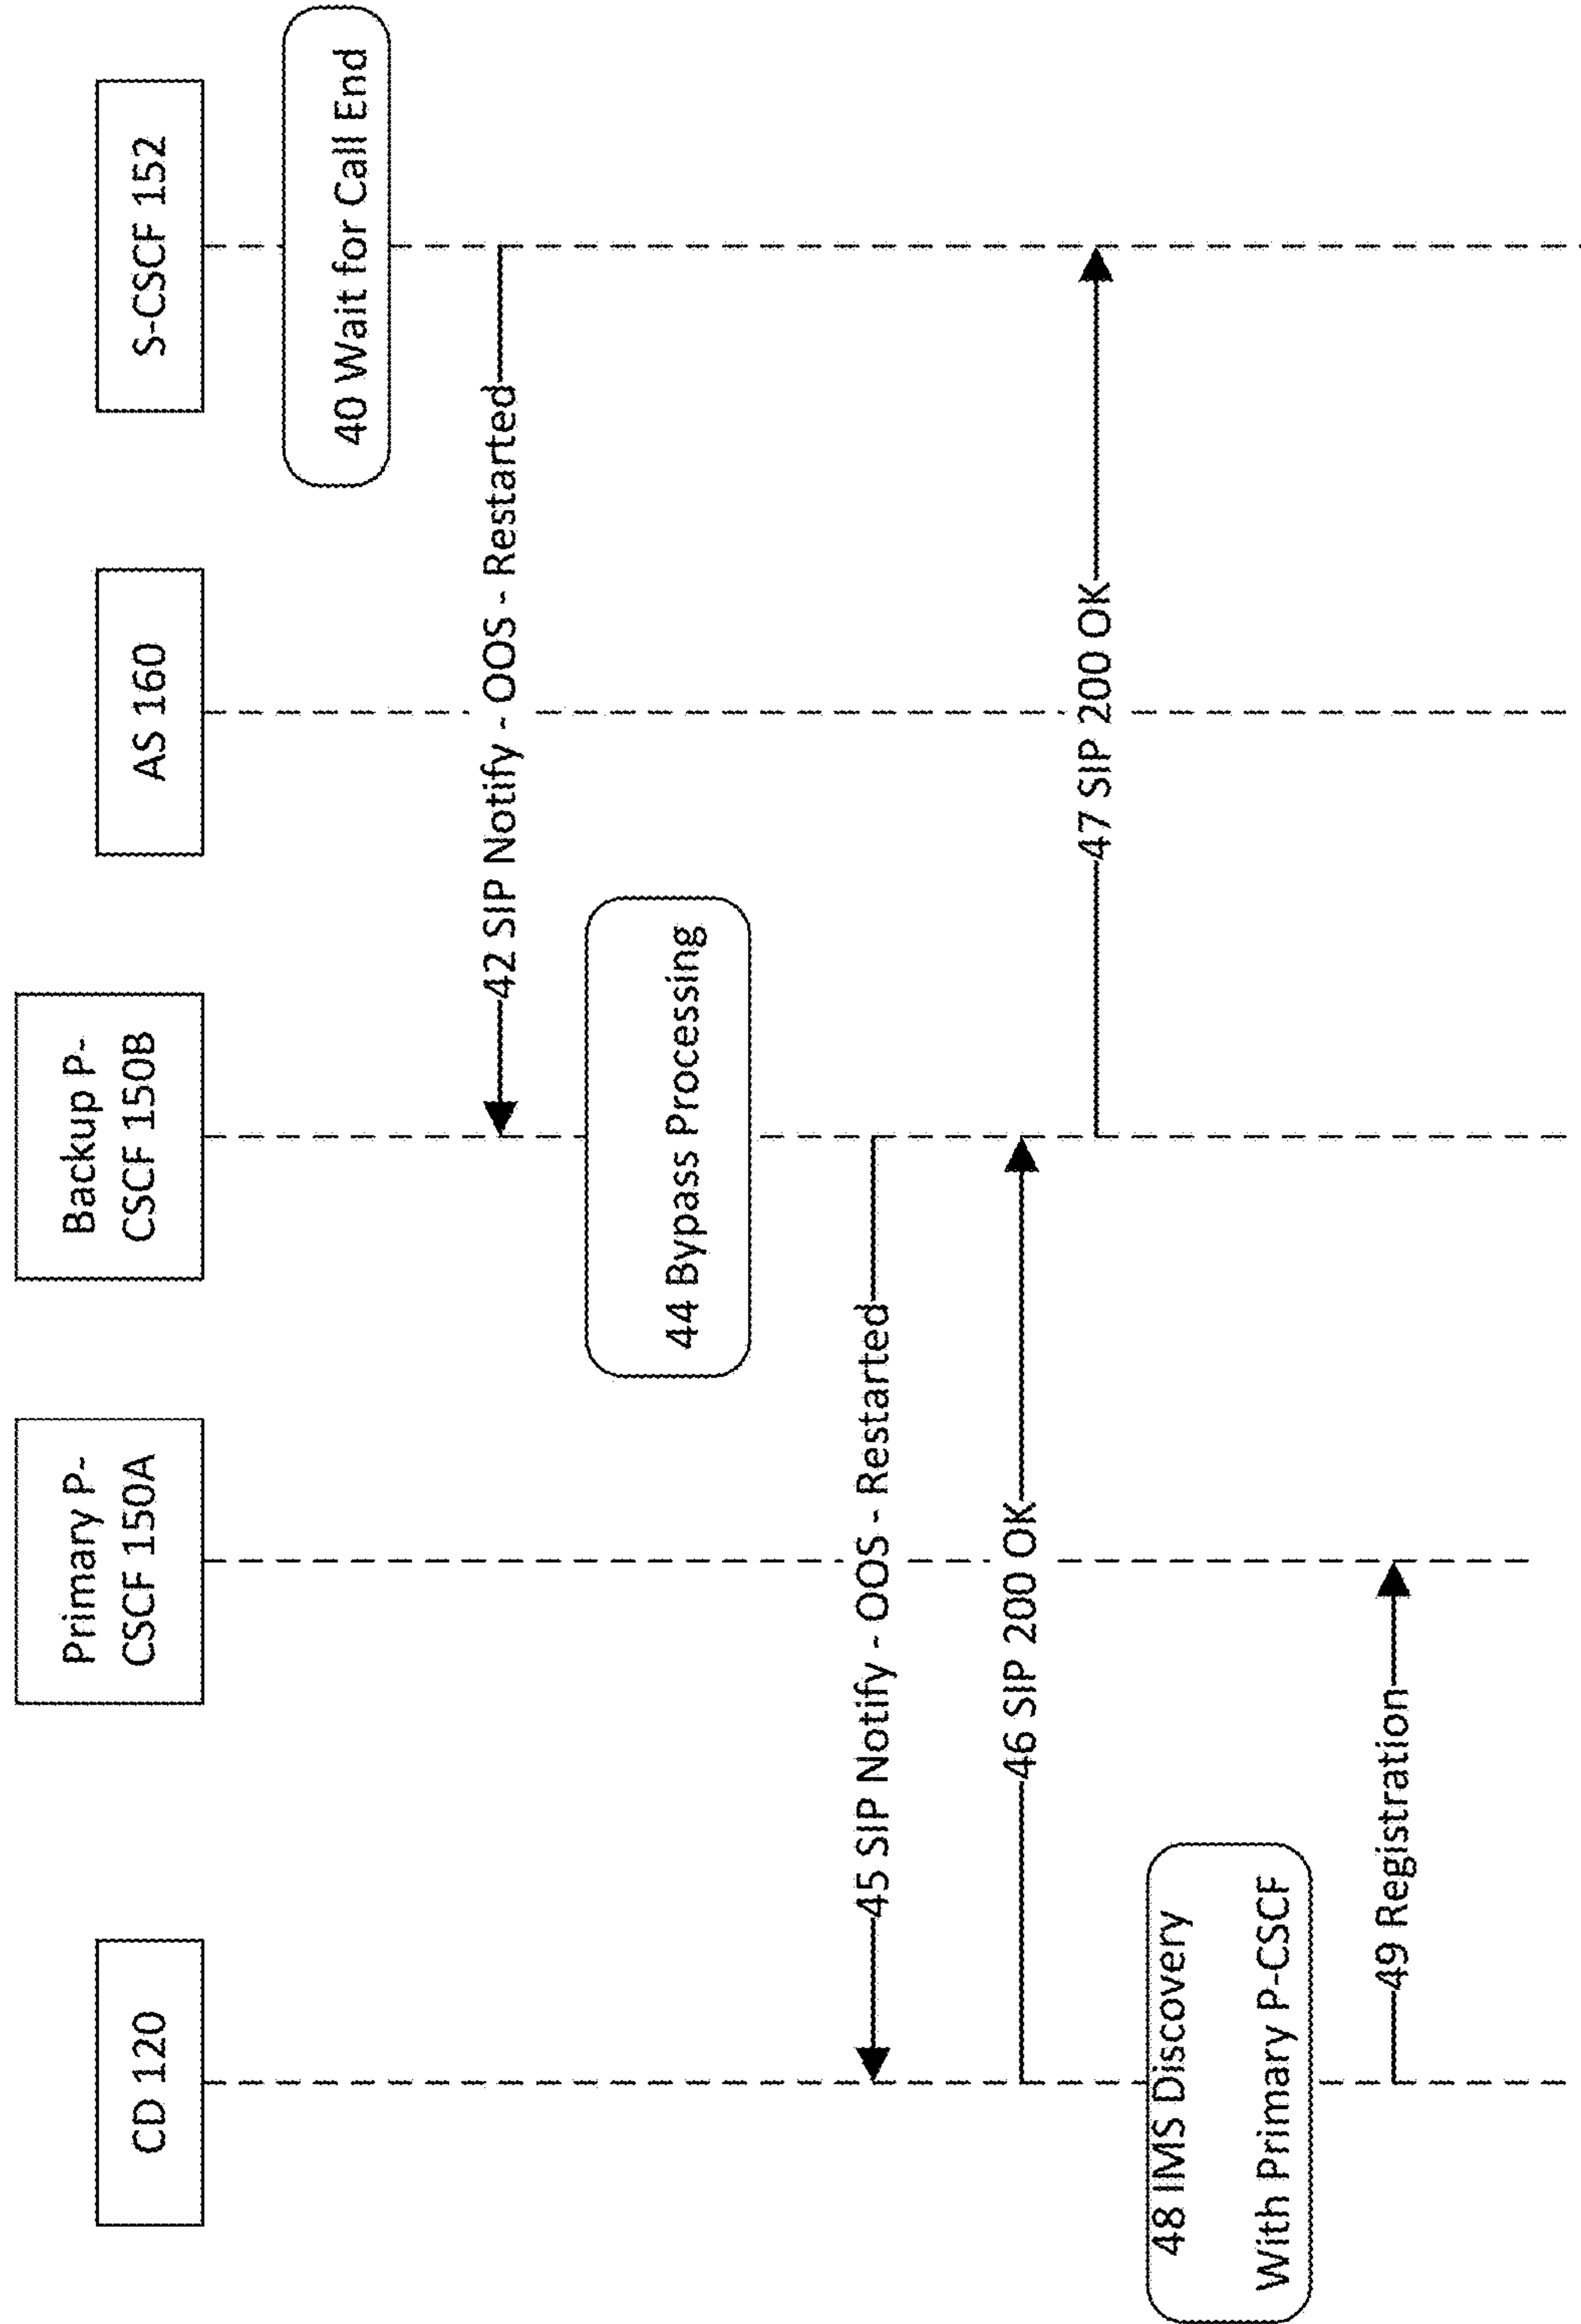 CD 120
Primary P-
CSCF 150A
Backup P-
CSCF 150B
AS 160
S-CSCF 152
40 Wait for Call End
42 SIP Notify - OOS - Restarted
44 Bypass Processing
45 SIP Notify - OOS - Restarted
46 SIP 200 OK
47 SIP 200 OK
48 IMS Discovery
With Primary P-CSCF
49 Registration